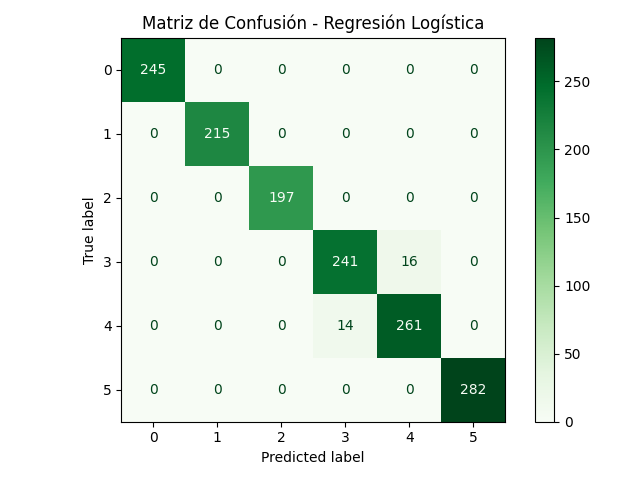 Matriz de Confusión - Regresión Logística
0 245 0 0 0 0 0
1 0 215 0 0 0 0
2 0 0 197 0 0 0
3 0 0 0 241 16 0
4 0 0 0 14 261 0
5 0 0 0 0 0 282
0 1 2 3 4 5
True label
Predicted label
250
200
150
100
50
0